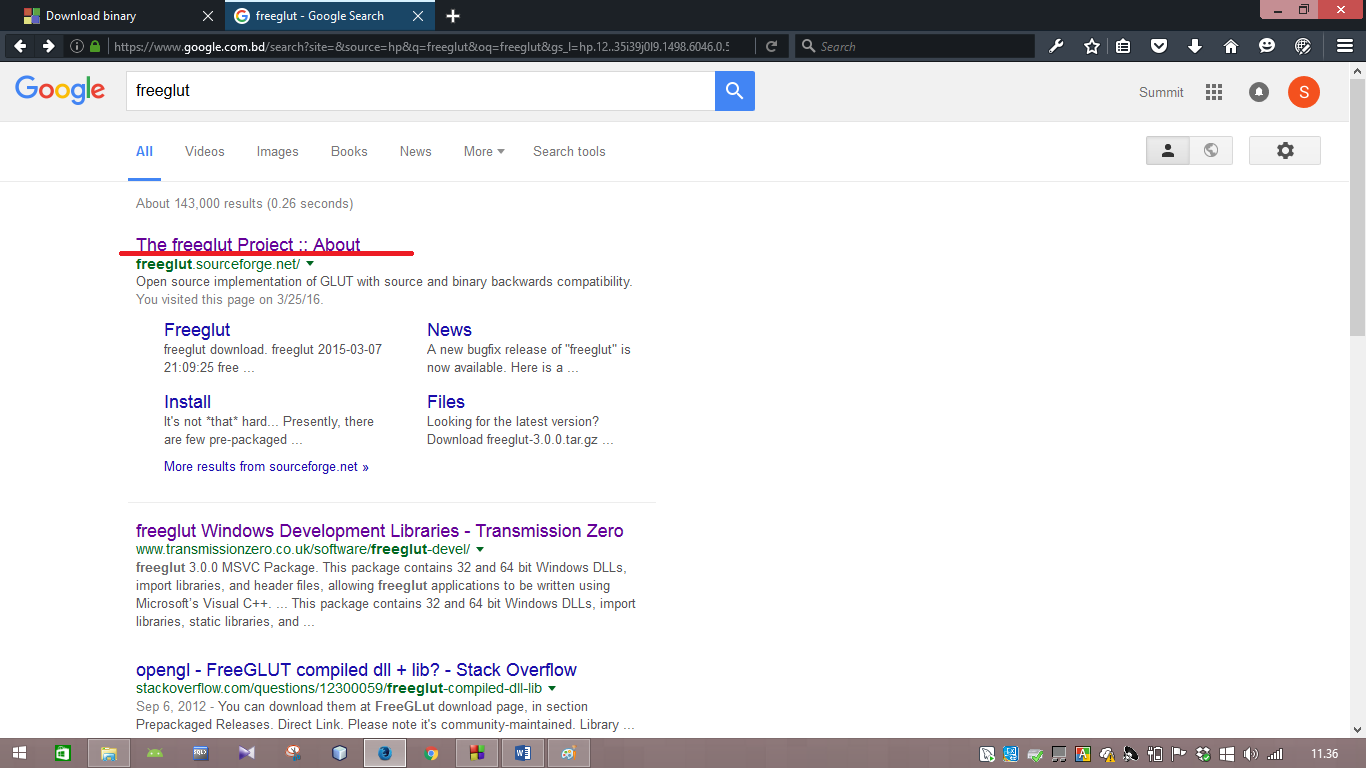 Download binary
freeglut - Google Search
https://www.google.com.bd/search?site=&source=hp&q=freeglut&oq=freeglut&gs_l=hp.12..35i39j0l9.1498.6046.0.5
Search
Google
freeglut
Summit
S
All Videos Images Books News More Search tools
About 143,000 results (0.26 seconds)
The freeglut Project :: About
freeglut.sourceforge.net/
Open source implementation of GLUT with source and binary backwards compatibility.
You visited this page on 3/25/16.
Freeglut
freeglut download. freeglut 2015-03-07
21:09:25 free ...
News
A new bugfix release of "freeglut" is
now available. Here is a ...
Install
It's not *that* hard... Presently, there
are few pre-packaged ...
Files
Looking for the latest version?
Download freeglut-3.0.0.tar.gz ...
More results from sourceforge.net »
freeglut Windows Development Libraries - Transmission Zero
www.transmissionzero.co.uk/software/freeglut-devel/
freeglut 3.0.0 MSVC Package. This package contains 32 and 64 bit Windows DLLs,
import libraries, and header files, allowing freeglut applications to be written using
Microsoft's Visual C++. ... This package contains 32 and 64 bit Windows DLLs, import
libraries, static libraries, and ...
opengl - FreeGLUT compiled dll + lib? - Stack Overflow
stackoverflow.com/questions/12300059/freeglut-compiled-dll-lib
Sep 6, 2012 - You can download them at FreeGLut download page, in section
Prepackaged Releases. Direct Link. Please note it's community-maintained. Library ...
11.36